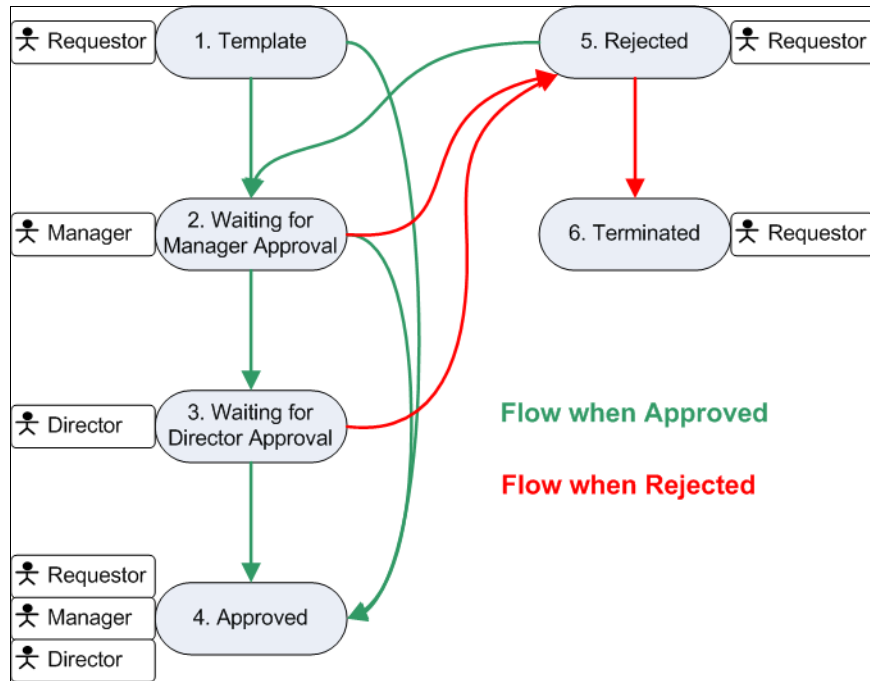 Requestor
1. Template
5. Rejected
Requestor
Manager
2. Waiting for
Manager Approval
6. Terminated
Requestor
Director
3. Waiting for
Director Approval
Flow when Approved
Flow when Rejected
Requestor
Manager
4. Approved
Director